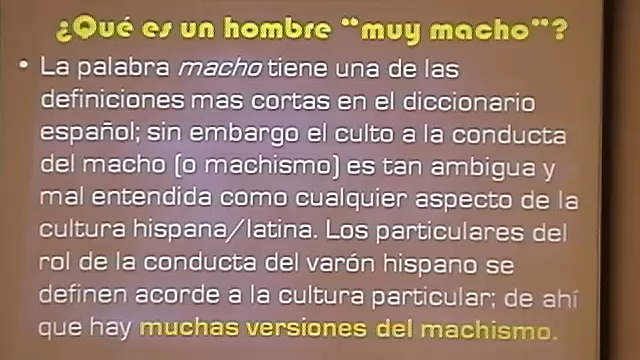 ¿Qué es un hombre “muy macho”?
• La palabra macho tiene una de las
definiciones mas cortas en el diccionario
español; sin embargo el culto a la conducta
del macho (o machismo) es tan ambigua y
mal entendida como cualquier aspecto de la
cultura hispana/latina. Los particulares del
rol de la conducta del varón hispano se
definen acorde a la cultura particular; de ahí
que hay muchas versiones del machismo.